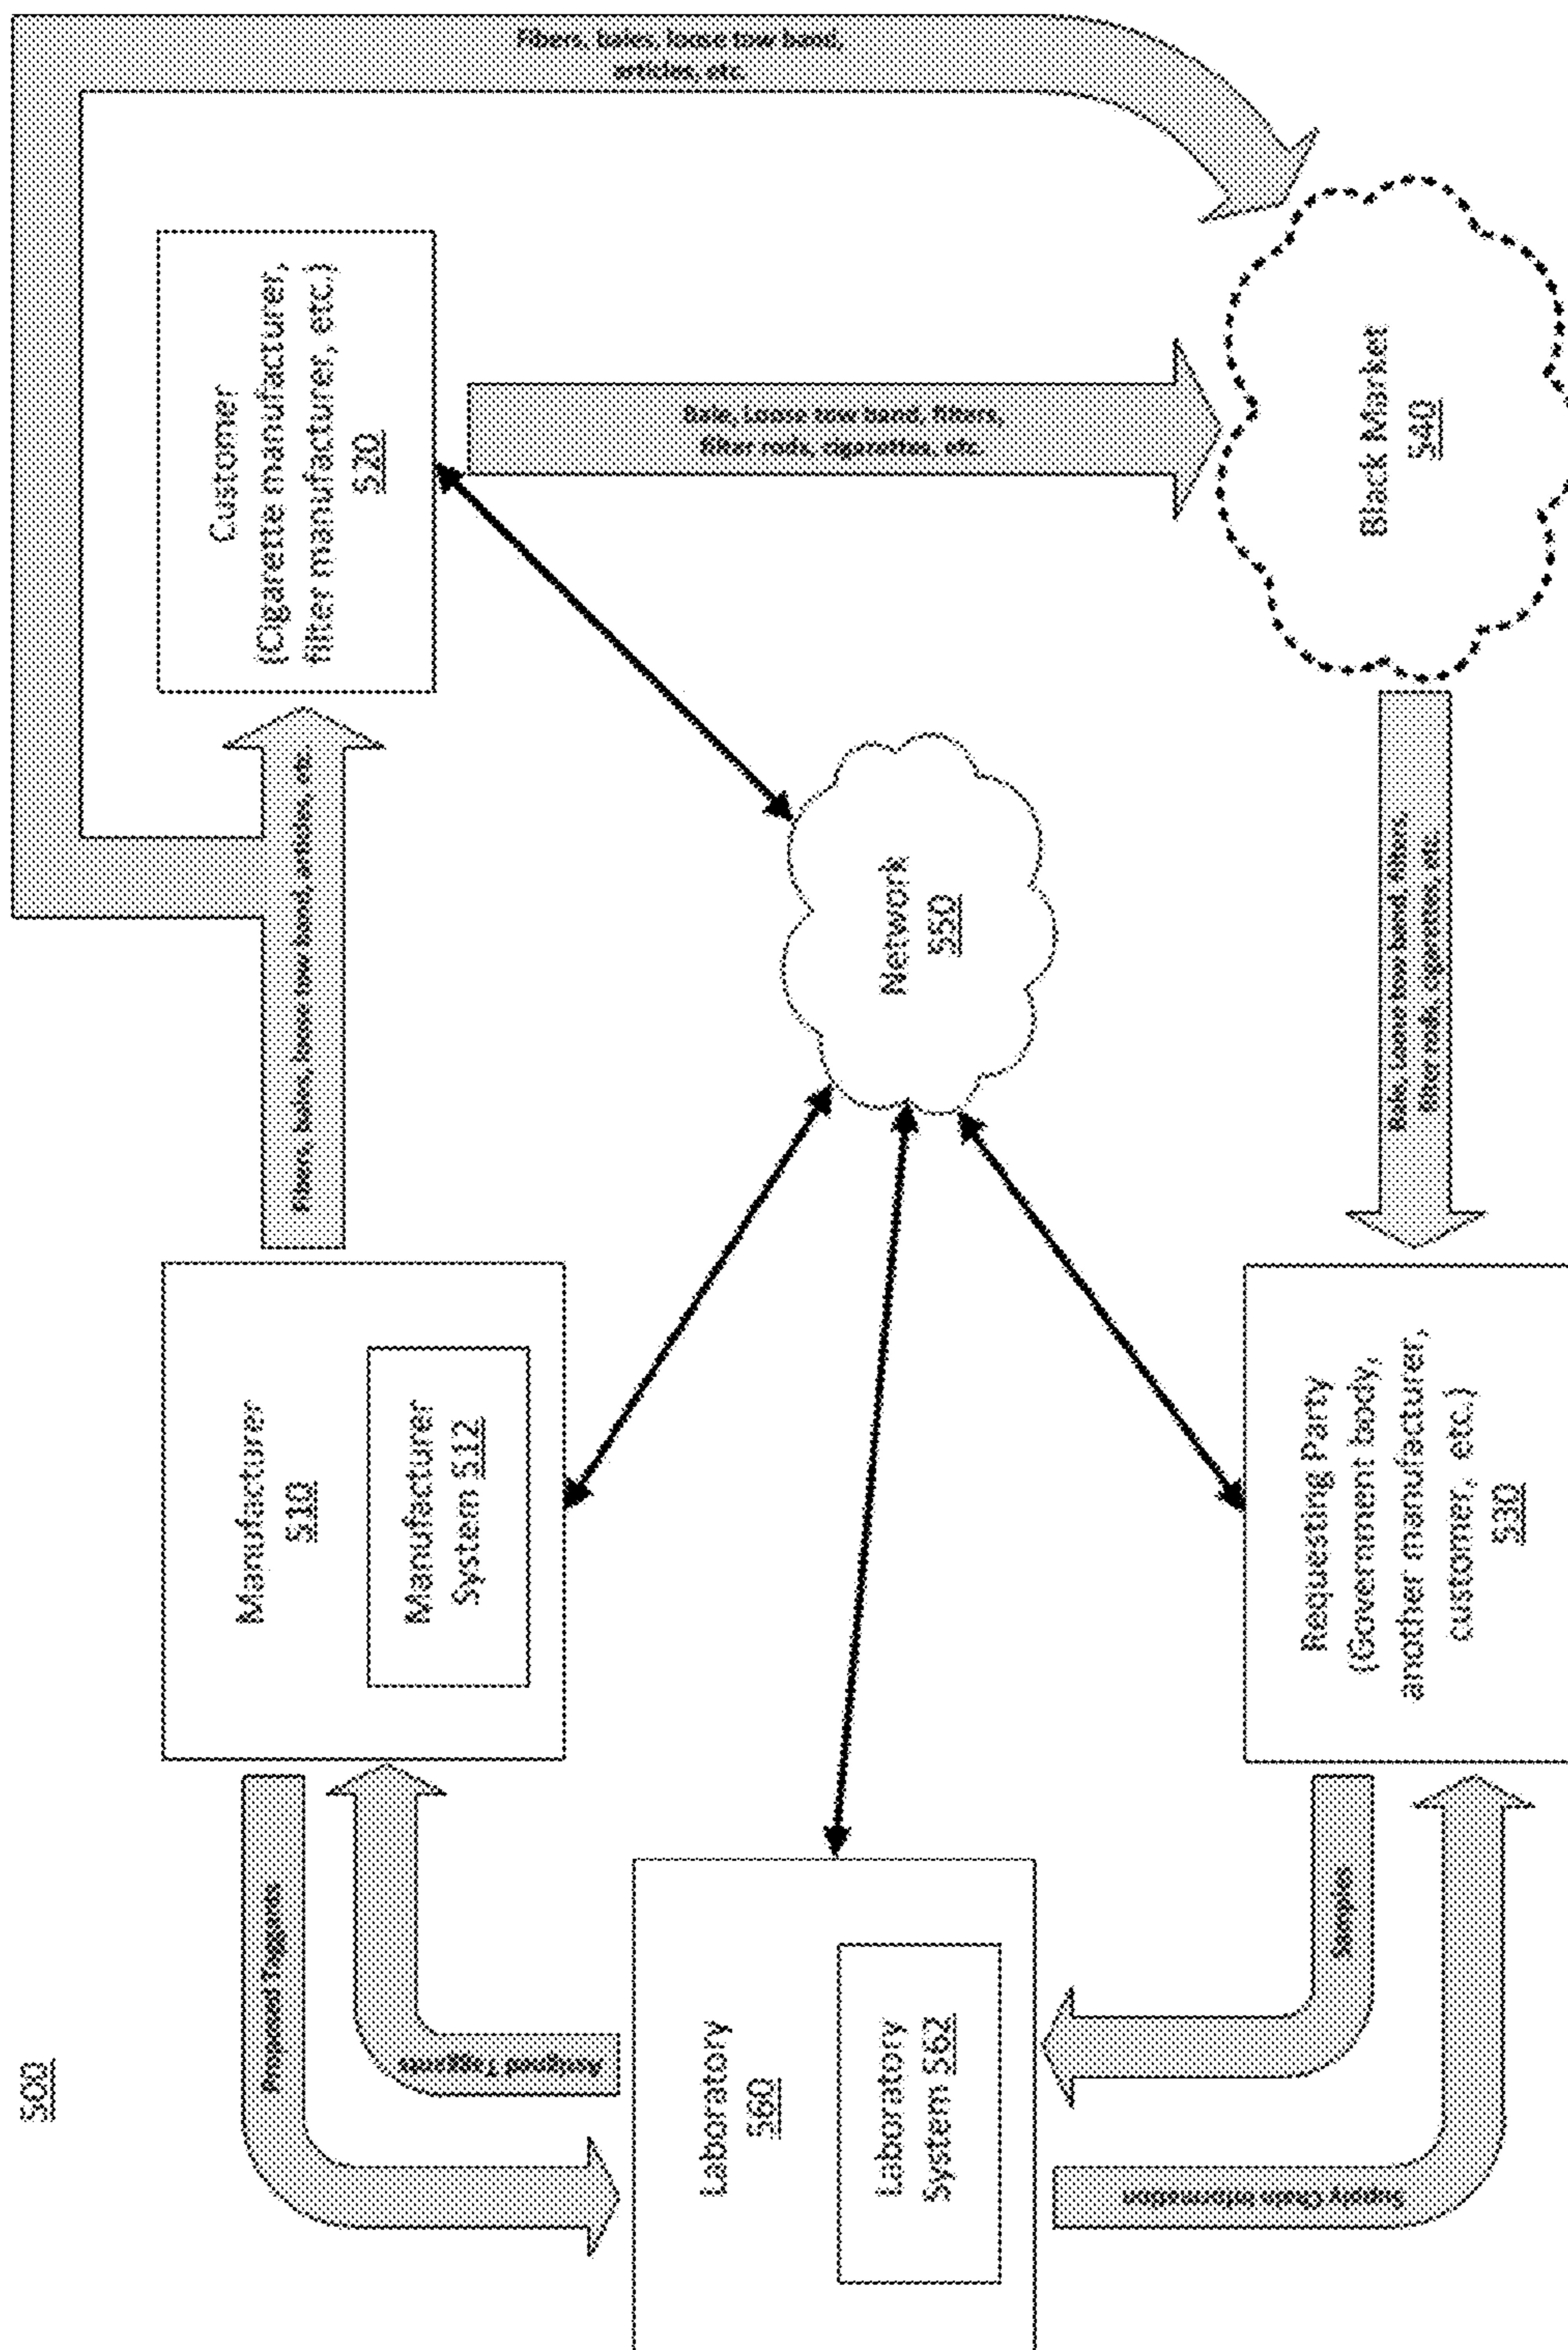 500
Proposed Taggants
Assigned Taggants
Manufacturer
510
Manufacturer
System 512
Fibers, bales, loose tow band, articles, etc.
Fibers, bales, loose tow band,
articles, etc.
Customer
(Cigarette manufacturer,
filter manufacturer, etc.)
520
Bale, Loose tow band, filters,
filter rods, cigarettes, etc.
Laboratory
560
Laboratory
System 562
Network
550
Supply Chain Information
Samples
Requesting Party
(Government body,
another manufacturer,
customer, etc.)
530
Bale, Loose tow band, filters,
filter rods, cigarettes, etc.
Black Market
540